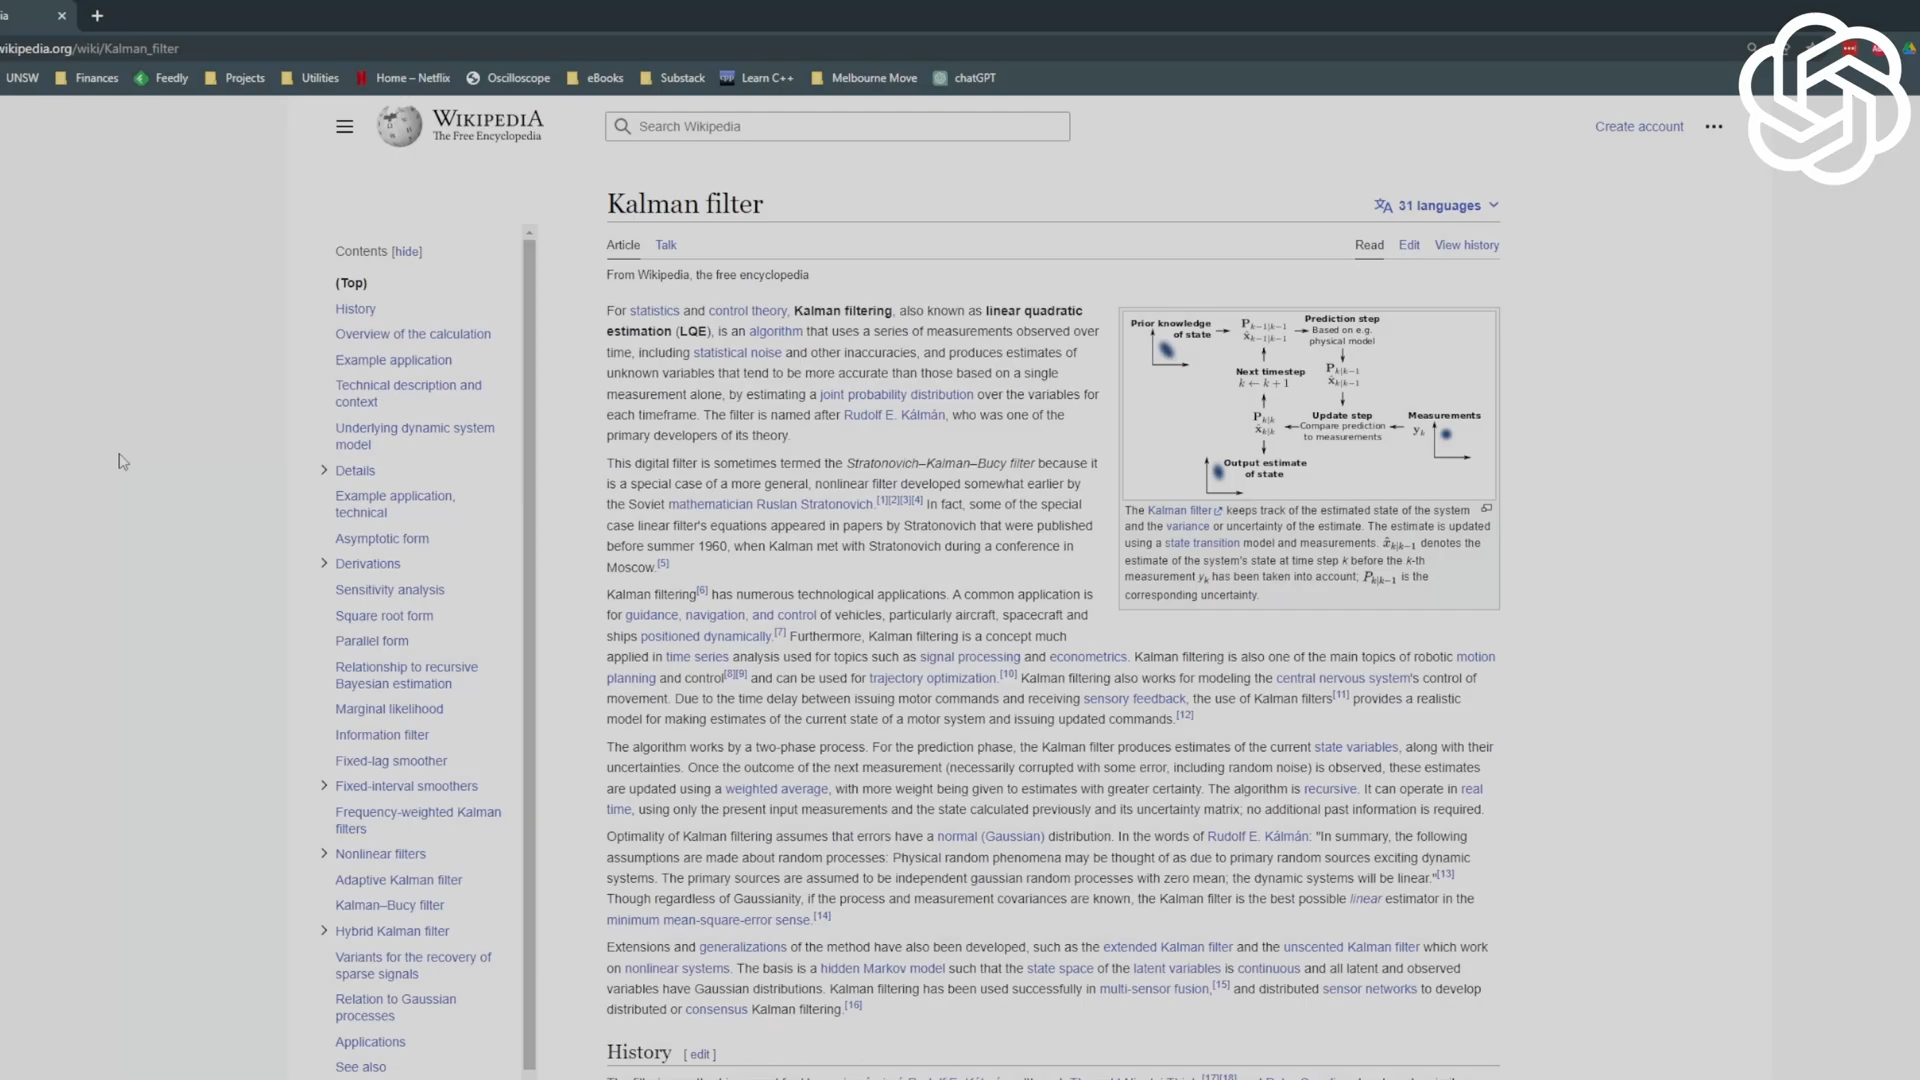 ia
wikipedia.org/wiki/Kalman_filter
UNSW Finances Feedly Projects Utilities Home – Netflix Oscilloscope eBooks Substack Learn C++ Melbourne Move chatGPT
WIKIPEDIA
The Free Encyclopedia
Search Wikipedia
Create account
Kalman filter
31 languages
Contents [hide]
(Top)
History
Overview of the calculation
Example application
Technical description and
context
Underlying dynamic system
model
Details
Example application,
technical
Asymptotic form
Derivations
Sensitivity analysis
Square root form
Parallel form
Relationship to recursive
Bayesian estimation
Marginal likelihood
Information filter
Fixed-lag smoother
Fixed-interval smoothers
Frequency-weighted Kalman
filters
Nonlinear filters
Adaptive Kalman filter
Kalman–Bucy filter
Hybrid Kalman filter
Variants for the recovery of
sparse signals
Relation to Gaussian
processes
Applications
See also
Article Talk
Read Edit View history
From Wikipedia, the free encyclopedia
For statistics and control theory, Kalman filtering, also known as linear quadratic
estimation (LQE), is an algorithm that uses a series of measurements observed over
time, including statistical noise and other inaccuracies, and produces estimates of
unknown variables that tend to be more accurate than those based on a single
measurement alone, by estimating a joint probability distribution over the variables for
each timeframe. The filter is named after Rudolf E. Kálmán, who was one of the
primary developers of its theory.
This digital filter is sometimes termed the Stratonovich–Kalman–Bucy filter because it
is a special case of a more general, nonlinear filter developed somewhat earlier by
the Soviet mathematician Ruslan Stratonovich.[1][2][3][4] In fact, some of the special
case linear filter's equations appeared in papers by Stratonovich that were published
before summer 1960, when Kalman met with Stratonovich during a conference in
Moscow.[5]
Kalman filtering[6] has numerous technological applications. A common application is
for guidance, navigation, and control of vehicles, particularly aircraft, spacecraft and
ships positioned dynamically.[7] Furthermore, Kalman filtering is a concept much
applied in time series analysis used for topics such as signal processing and econometrics. Kalman filtering is also one of the main topics of robotic motion
planning and control[8][9] and can be used for trajectory optimization.[10] Kalman filtering also works for modeling the central nervous system's control of
movement. Due to the time delay between issuing motor commands and receiving sensory feedback, the use of Kalman filters[11] provides a realistic
model for making estimates of the current state of a motor system and issuing updated commands.[12]
The algorithm works by a two-phase process. For the prediction phase, the Kalman filter produces estimates of the current state variables, along with their
uncertainties. Once the outcome of the next measurement (necessarily corrupted with some error, including random noise) is observed, these estimates
are updated using a weighted average, with more weight being given to estimates with greater certainty. The algorithm is recursive. It can operate in real
time, using only the present input measurements and the state calculated previously and its uncertainty matrix; no additional past information is required.
Optimality of Kalman filtering assumes that errors have a normal (Gaussian) distribution. In the words of Rudolf E. Kálmán: "In summary, the following
assumptions are made about random processes: Physical random phenomena may be thought of as due to primary random sources exciting dynamic
systems. The primary sources are assumed to be independent gaussian random processes with zero mean; the dynamic systems will be linear."[13]
Though regardless of Gaussianity, if the process and measurement covariances are known, the Kalman filter is the best possible linear estimator in the
minimum mean-square-error sense.[14]
Extensions and generalizations of the method have also been developed, such as the extended Kalman filter and the unscented Kalman filter which work
on nonlinear systems. The basis is a hidden Markov model such that the state space of the latent variables is continuous and all latent and observed
variables have Gaussian distributions. Kalman filtering has been used successfully in multi-sensor fusion,[15] and distributed sensor networks to develop
distributed or consensus Kalman filtering.[16]
Prior knowledge
of state
P k−1|k−1
x̂ k−1|k−1
Prediction step
Based on e.g.
physical model
Next timestep
k ← k + 1
P k|k−1
x̂ k|k−1
P k|k
x̂ k|k
Update step
Compare prediction
to measurements
Measurements
y k
Output estimate
of state
The Kalman filter keeps track of the estimated state of the system
and the variance or uncertainty of the estimate. The estimate is updated
using a state transition model and measurements. x̂ k|k−1 denotes the
estimate of the system's state at time step k before the k-th
measurement y k has been taken into account; P k|k−1 is the
corresponding uncertainty.
History [ edit ]